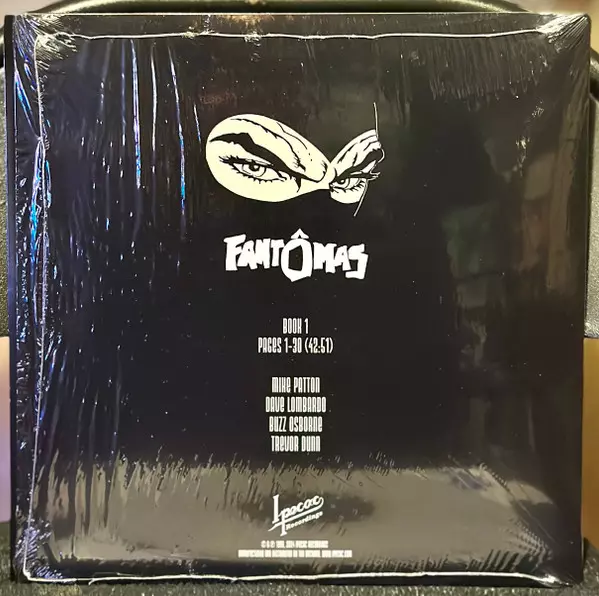 FANTÔMAS
BOOK 1
PAGES 1-30 (42:51)
MIKE PATTON
DAVE LOMBARDO
BUZZ OSBORNE
TREVOR DUNN
Ipecac
Recordings